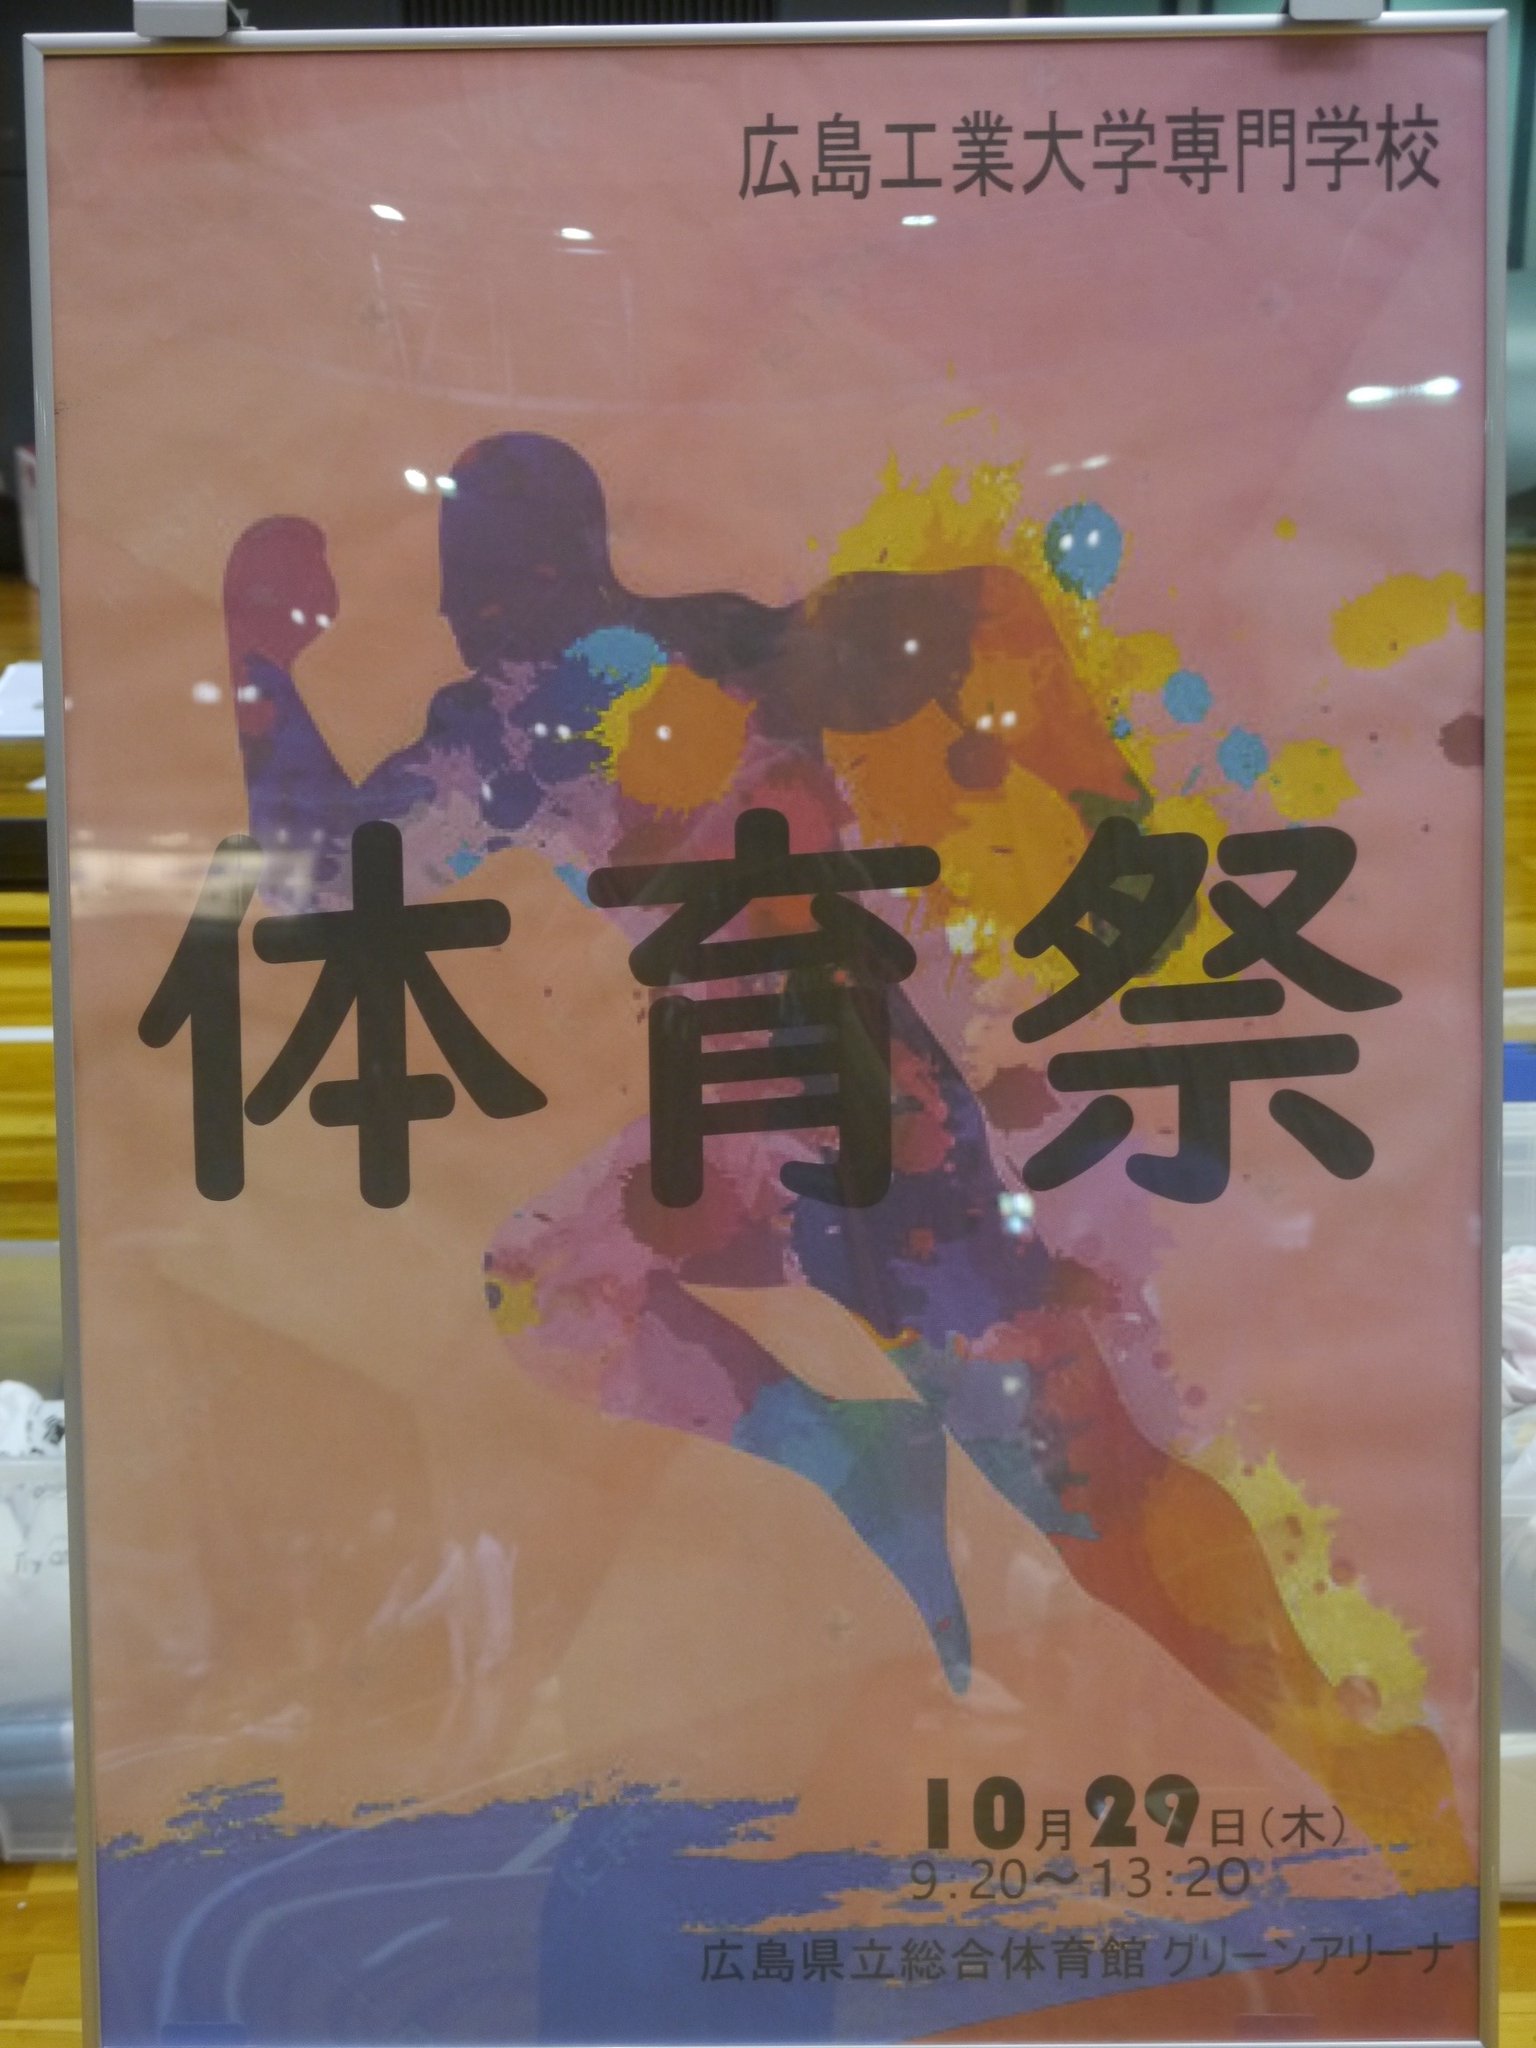 広島工業大学専門学校
体育祭
10月29日(木)
9:20～13:20
広島県立総合体育館 グリーンアリーナ